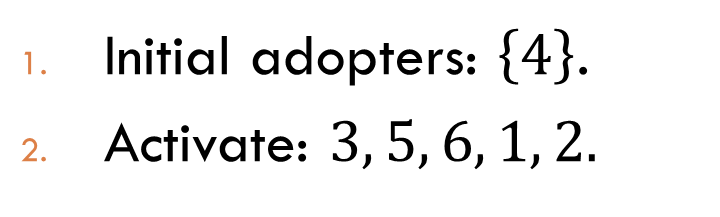 1. Initial adopters: {4}.
2. Activate: 3, 5, 6, 1, 2.